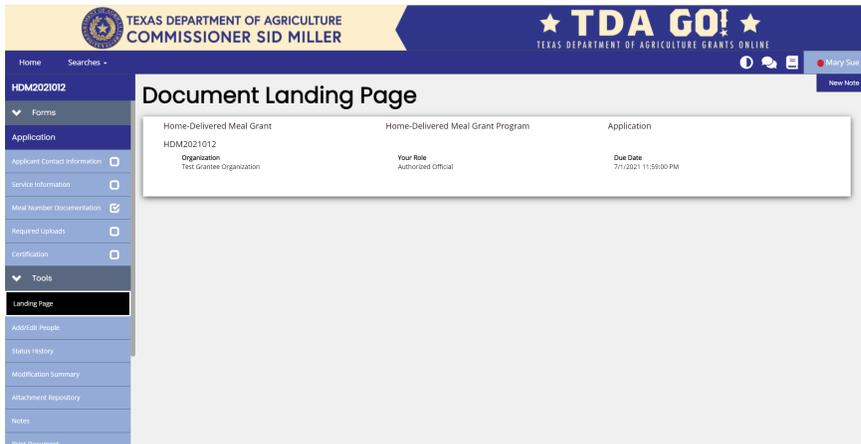 TEXAS DEPARTMENT OF AGRICULTURE
COMMISSIONER SID MILLER
TDA GO!
TEXAS DEPARTMENT OF AGRICULTURE GRANTS ONLINE
Home Searches
Mary Sue
New Note
HDM2021012
Forms
Application
Applicant Contact Information
Service Information
Meal Number Documentation
Required Uploads
Certification
Tools
Landing Page
Add/Edit People
Status History
Modification Summary
Attachment Repository
Notes
Print Document
Document Landing Page
Home-Delivered Meal Grant Home-Delivered Meal Grant Program Application
HDM2021012
Organization Your Role Due Date
Test Grantee Organization Authorized Official 7/1/2021 11:59:00 PM